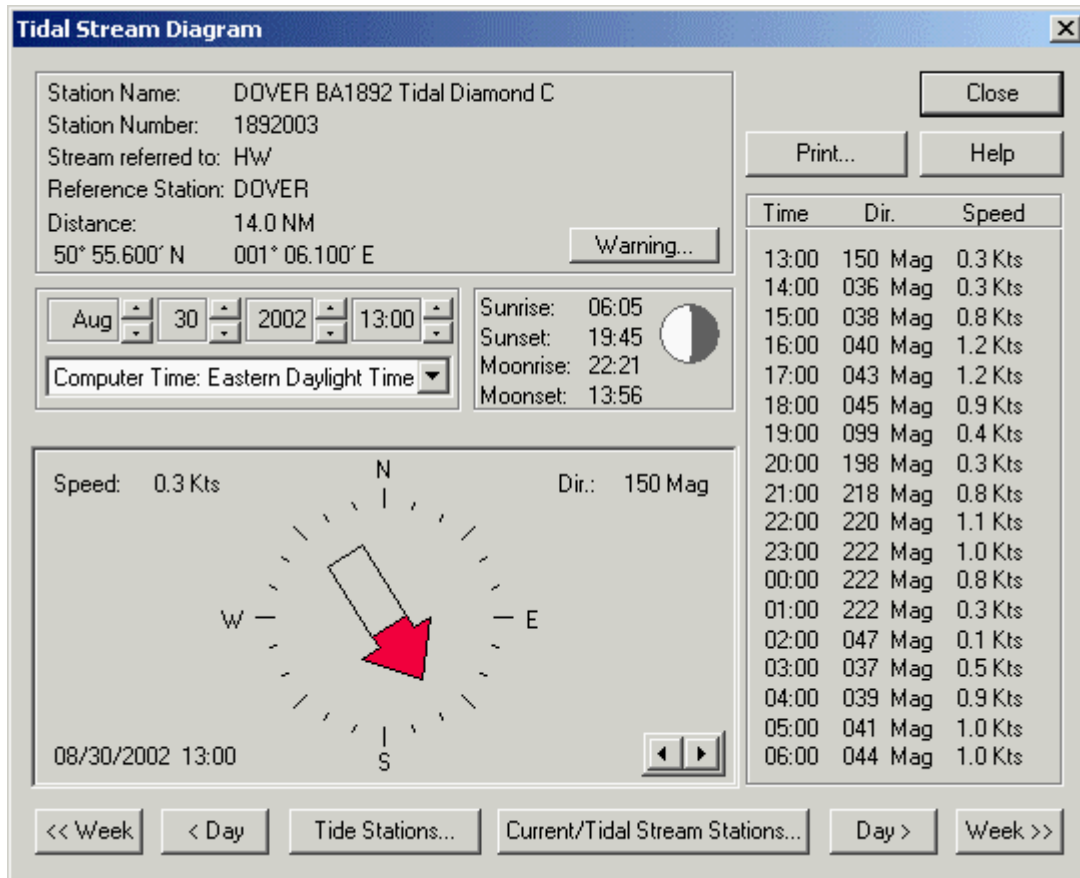 Tidal Stream Diagram
Station Name: DOVER BA1892 Tidal Diamond C
Station Number: 1892003
Stream referred to: HW
Reference Station: DOVER
Distance: 14.0 NM
50° 55.600´ N 001° 06.100´ E
Warning...
Close
Print...
Help
Aug 30 2002 13:00
Computer Time: Eastern Daylight Time
Sunrise: 06:05
Sunset: 19:45
Moonrise: 22:21
Moonset: 13:56
Time Dir. Speed
13:00 150 Mag 0.3 Kts
14:00 036 Mag 0.3 Kts
15:00 038 Mag 0.8 Kts
16:00 040 Mag 1.2 Kts
17:00 043 Mag 1.2 Kts
18:00 045 Mag 0.9 Kts
19:00 099 Mag 0.4 Kts
20:00 198 Mag 0.3 Kts
21:00 218 Mag 0.8 Kts
22:00 220 Mag 1.1 Kts
23:00 222 Mag 1.0 Kts
00:00 222 Mag 0.8 Kts
01:00 222 Mag 0.3 Kts
02:00 047 Mag 0.1 Kts
03:00 037 Mag 0.5 Kts
04:00 039 Mag 0.9 Kts
05:00 041 Mag 1.0 Kts
06:00 044 Mag 1.0 Kts
Speed: 0.3 Kts
Dir.: 150 Mag
N
W
E
S
08/30/2002 13:00
<< Week
< Day
Tide Stations...
Current/Tidal Stream Stations...
Day >
Week >>